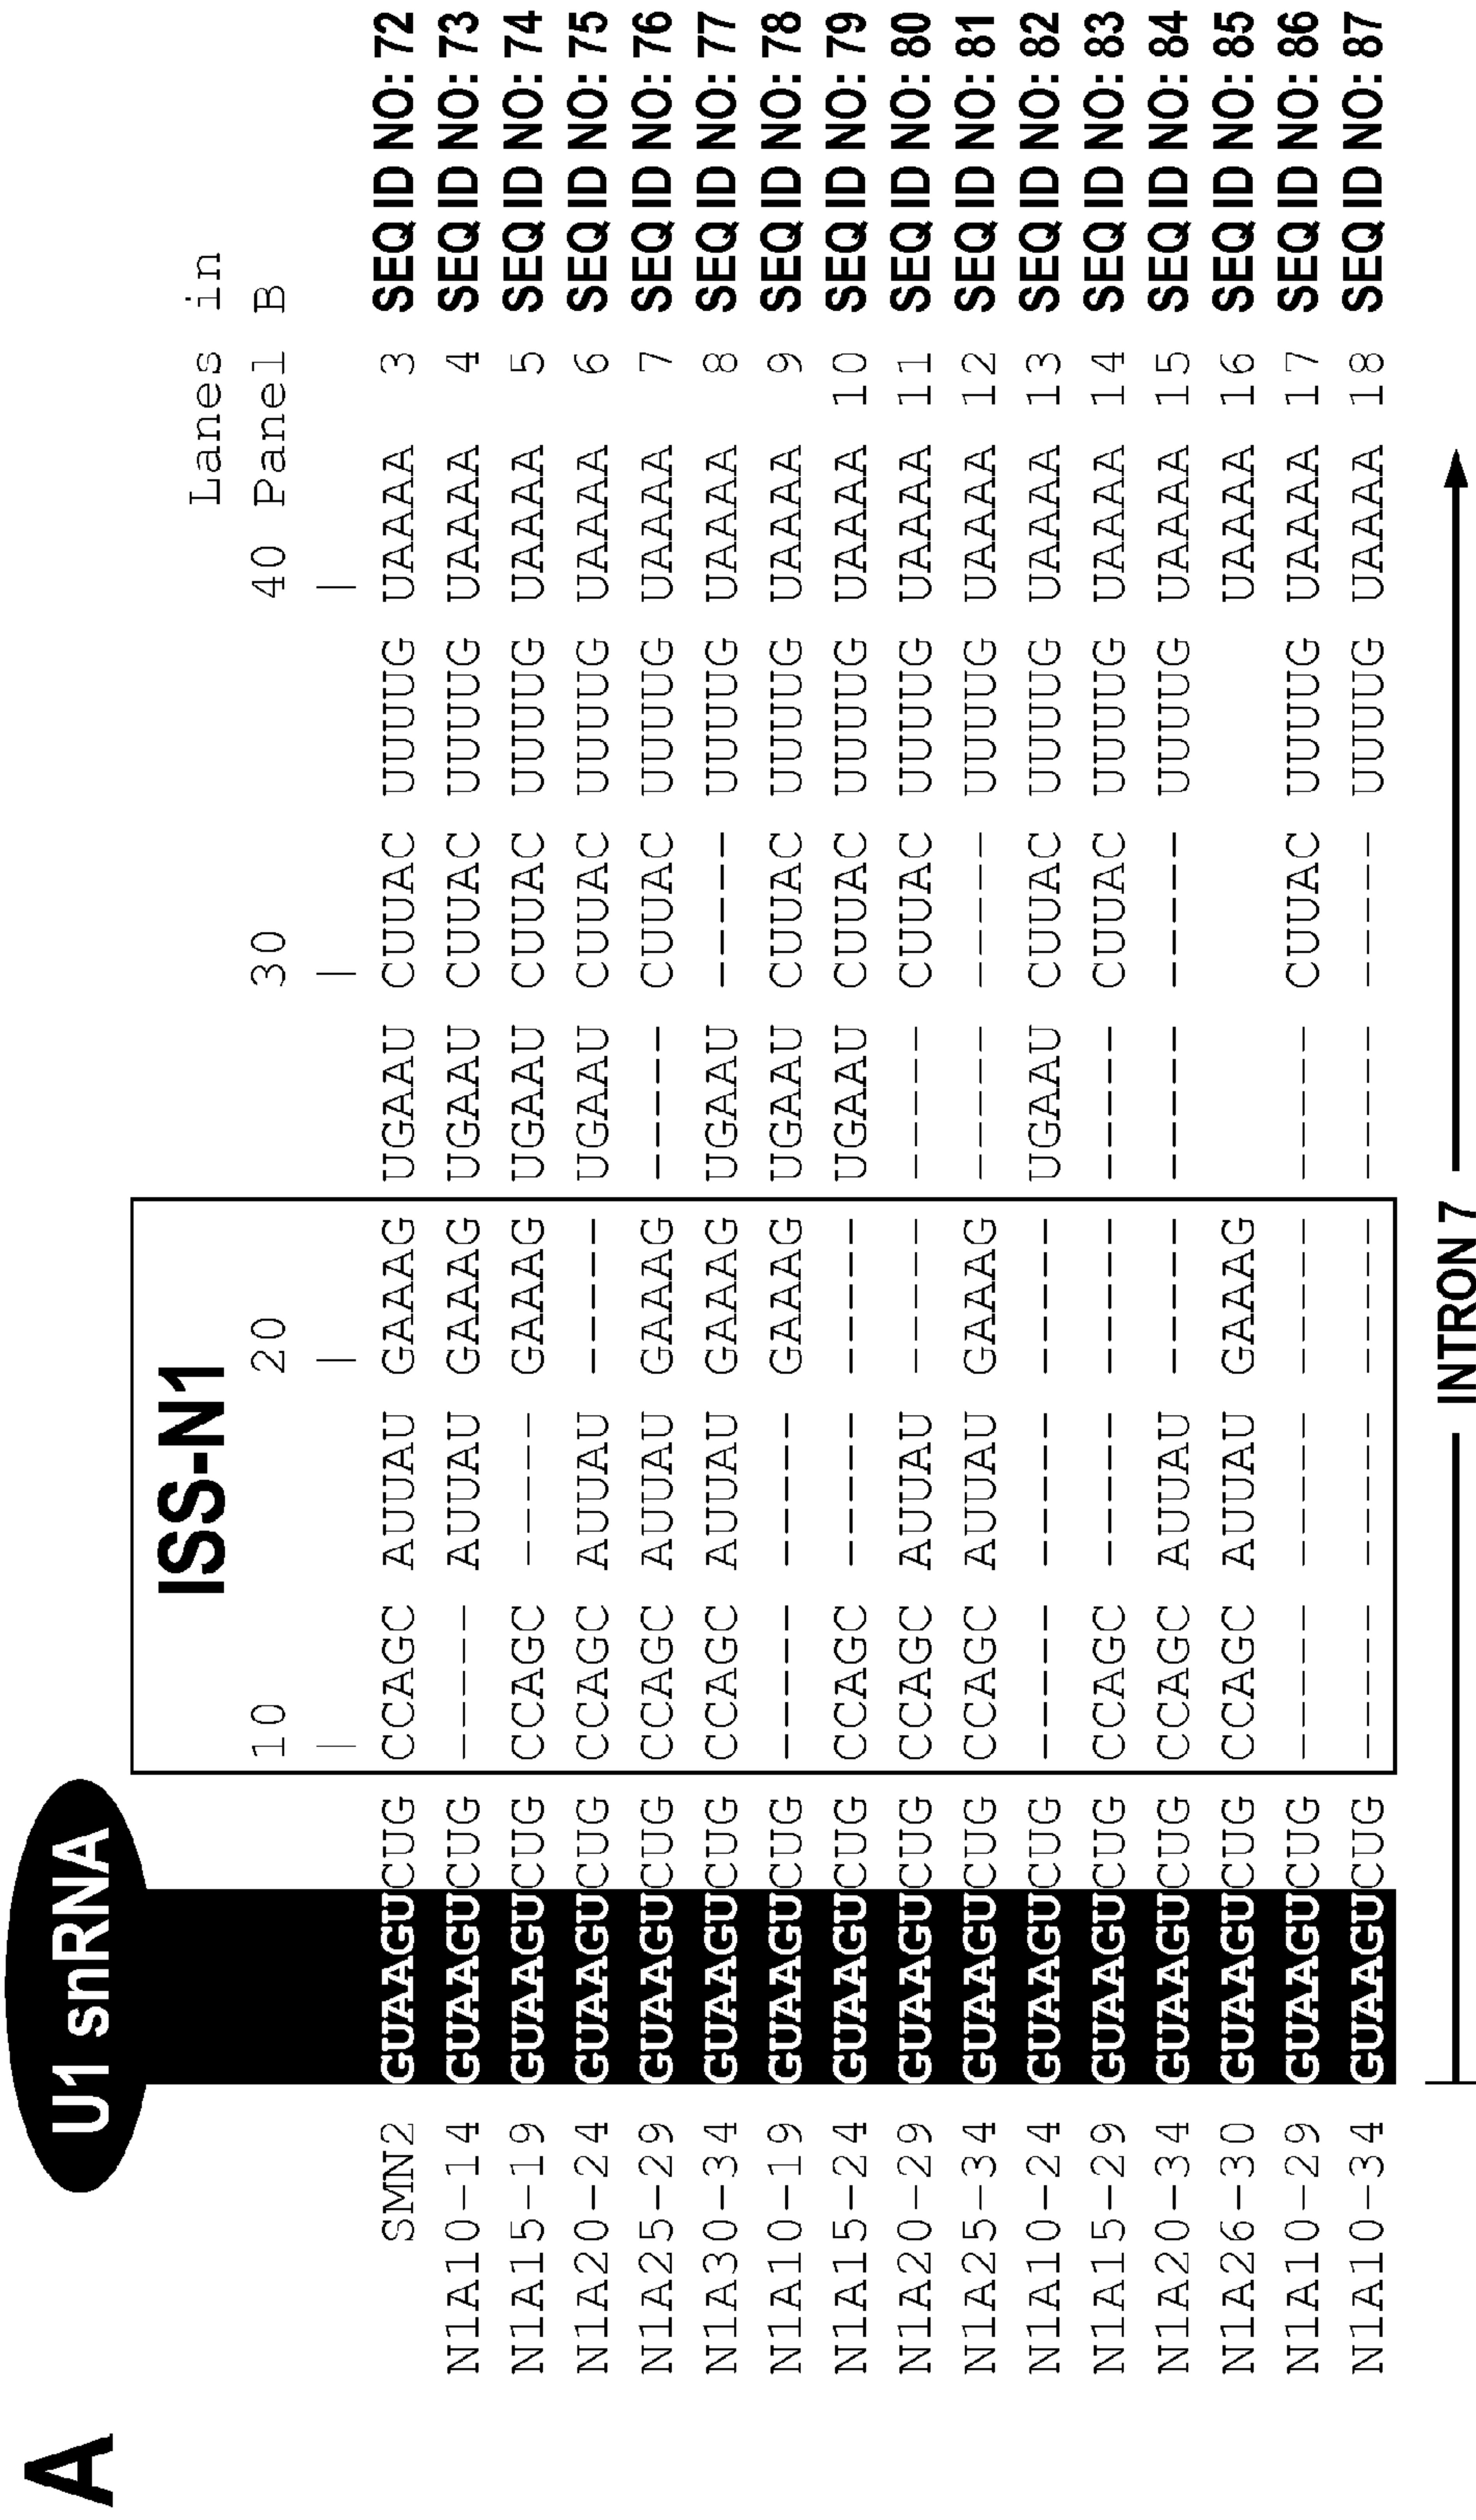 A
U1 snRNA
ISS-N1
Lanes in
10 20 30 40 Panel B
SMN2 GUAAGUCUG CCAGC AUUAU GAAAG UGAAU CUUAC UUUUG UAAAA 3 SEQ ID NO: 72
N1A10-14 GUAAGUCUG ----- AUUAU GAAAG UGAAU CUUAC UUUUG UAAAA 4 SEQ ID NO: 73
N1A15-19 GUAAGUCUG CCAGC ----- GAAAG UGAAU CUUAC UUUUG UAAAA 5 SEQ ID NO: 74
N1A20-24 GUAAGUCUG CCAGC AUUAU ----- UGAAU CUUAC UUUUG UAAAA 6 SEQ ID NO: 75
N1A25-29 GUAAGUCUG CCAGC AUUAU GAAAG ----- CUUAC UUUUG UAAAA 7 SEQ ID NO: 76
N1A30-34 GUAAGUCUG CCAGC AUUAU GAAAG UGAAU ----- UUUUG UAAAA 8 SEQ ID NO: 77
N1A10-19 GUAAGUCUG ----- ----- GAAAG UGAAU CUUAC UUUUG UAAAA 9 SEQ ID NO: 78
N1A15-24 GUAAGUCUG CCAGC ----- ----- UGAAU CUUAC UUUUG UAAAA 10 SEQ ID NO: 79
N1A20-29 GUAAGUCUG CCAGC AUUAU ----- ----- CUUAC UUUUG UAAAA 11 SEQ ID NO: 80
N1A25-34 GUAAGUCUG CCAGC AUUAU GAAAG ----- ----- UUUUG UAAAA 12 SEQ ID NO: 81
N1A10-24 GUAAGUCUG ----- ----- ----- UGAAU CUUAC UUUUG UAAAA 13 SEQ ID NO: 82
N1A15-29 GUAAGUCUG CCAGC ----- ----- ----- CUUAC UUUUG UAAAA 14 SEQ ID NO: 83
N1A20-34 GUAAGUCUG CCAGC AUUAU ----- ----- ----- UUUUG UAAAA 15 SEQ ID NO: 84
N1A26-30 GUAAGUCUG CCAGC AUUAU GAAAG UAAAA 16 SEQ ID NO: 85
N1A10-29 GUAAGUCUG ----- ----- ----- CUUAC UUUUG UAAAA 17 SEQ ID NO: 86
N1A10-34 GUAAGUCUG ----- ----- ----- ----- UUUUG UAAAA 18 SEQ ID NO: 87
INTRON 7